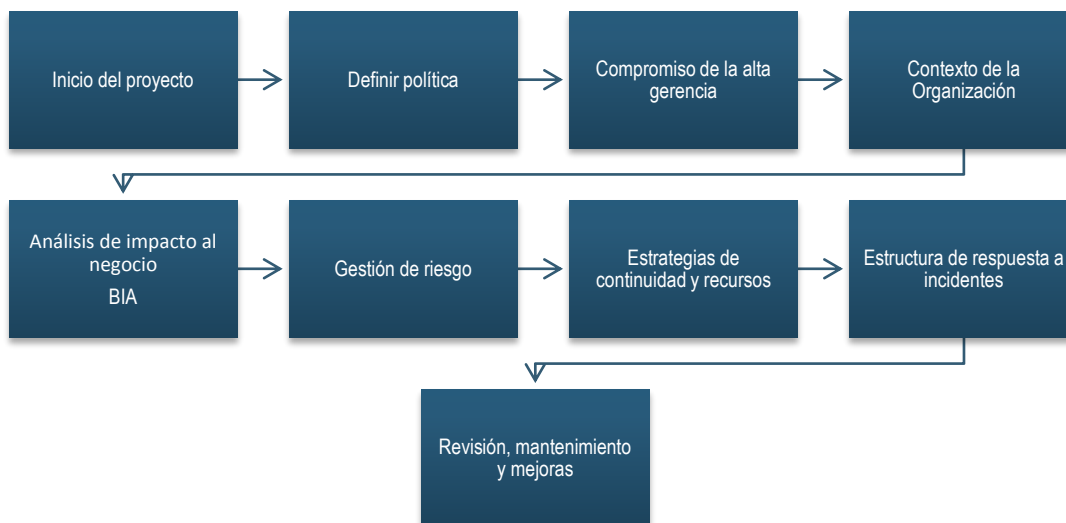 Inicio del proyecto
Definir política
Compromiso de la alta
gerencia
Contexto de la
Organización
Análisis de impacto al
negocio
BIA
Gestión de riesgo
Estrategias de
continuidad y recursos
Estructura de respuesta a
incidentes
Revisión, mantenimiento
y mejoras